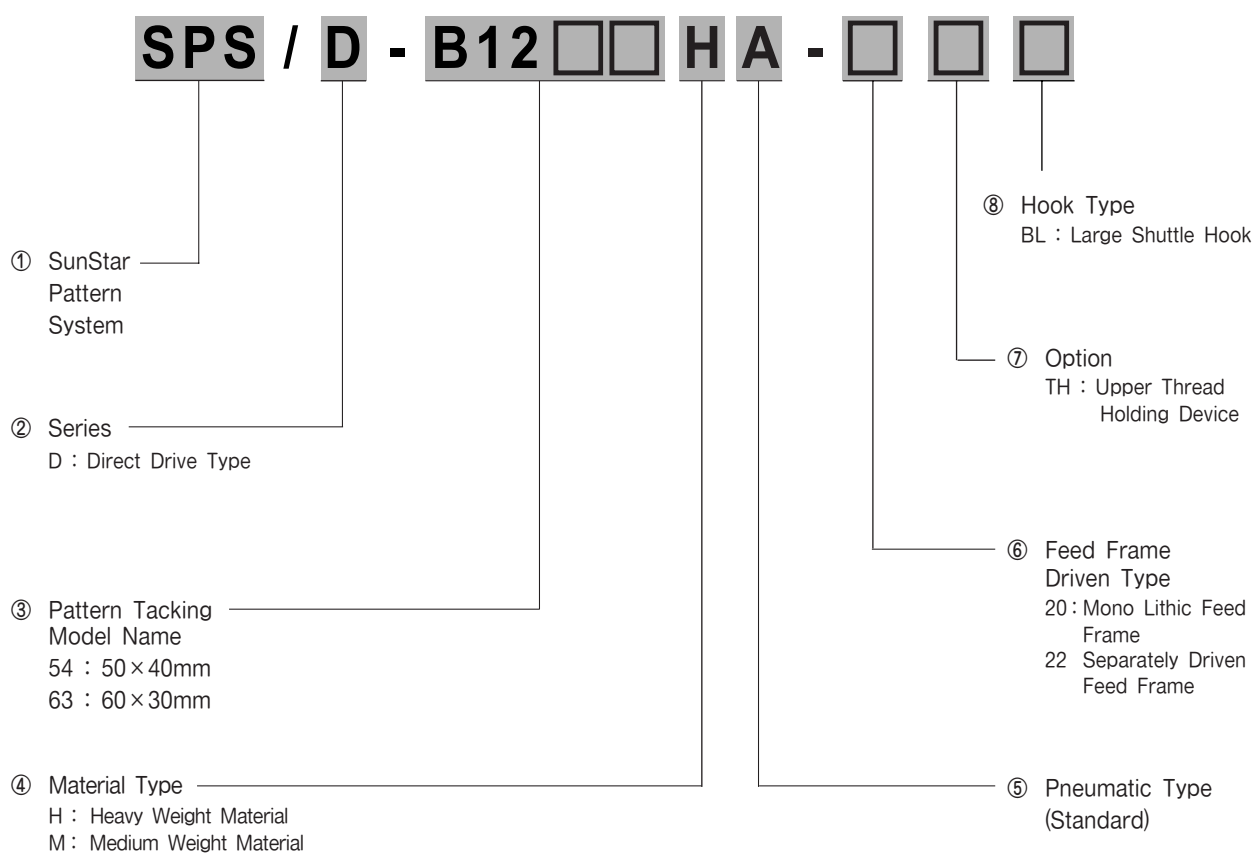 SPS / D - B12□□ H A - □ □ □
① SunStar
Pattern
System
② Series
D : Direct Drive Type
③ Pattern Tacking
Model Name
54 : 50×40mm
63 : 60×30mm
④ Material Type
H : Heavy Weight Material
M : Medium Weight Material
⑤ Pneumatic Type
(Standard)
⑥ Feed Frame
Driven Type
20 : Mono Lithic Feed
Frame
22 Separately Driven
Feed Frame
⑦ Option
TH : Upper Thread
Holding Device
⑧ Hook Type
BL : Large Shuttle Hook